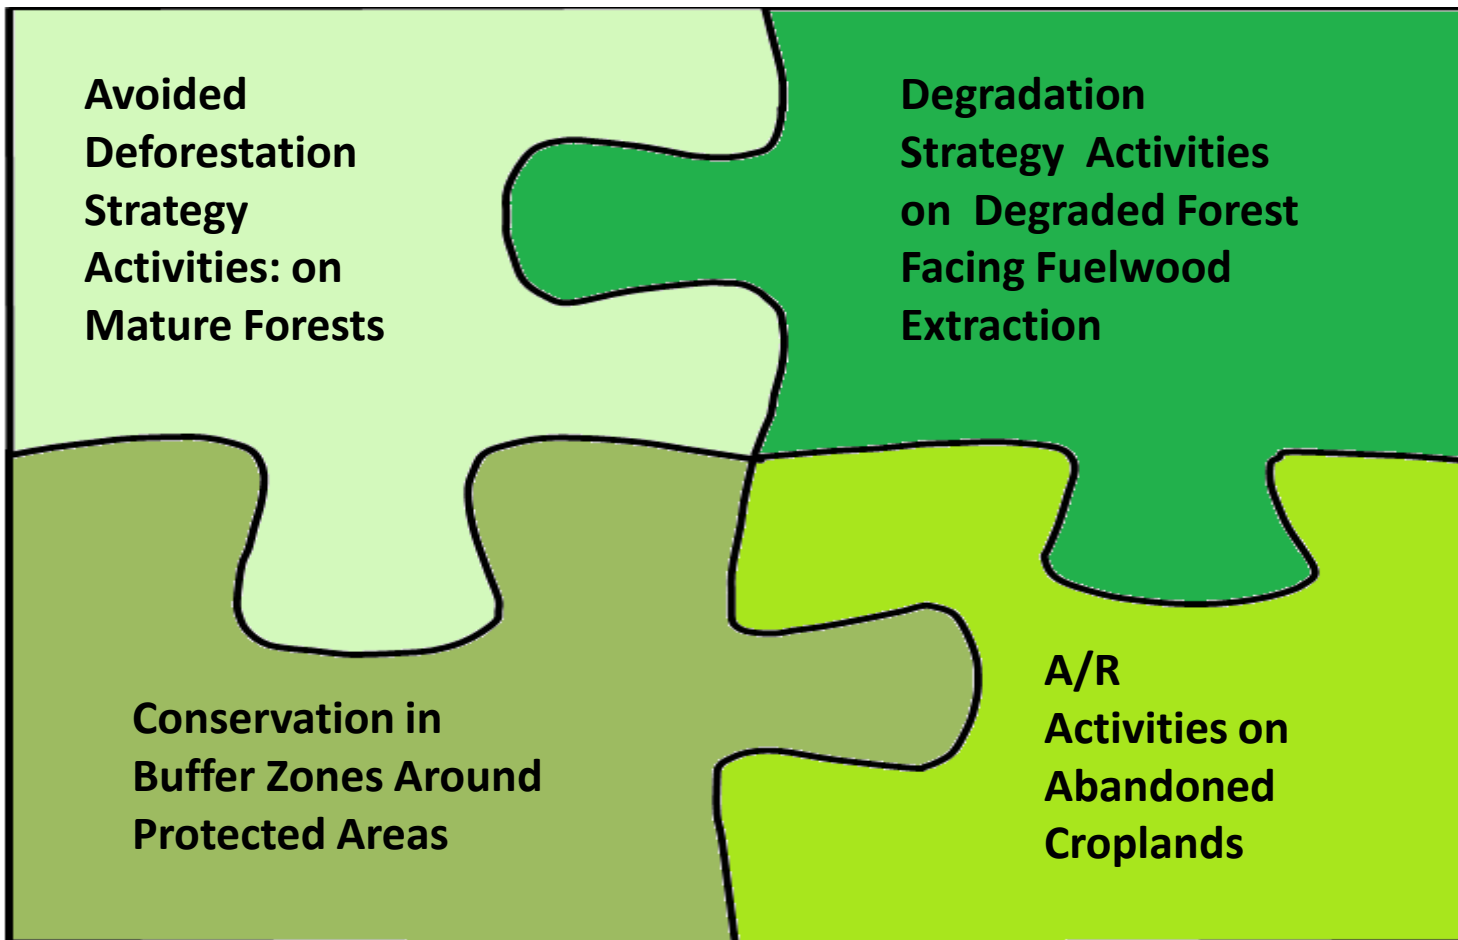 Avoided
Deforestation
Strategy
Activities: on
Mature Forests
Degradation
Strategy  Activities
on  Degraded Forest
Facing Fuelwood
Extraction
Conservation in
Buffer Zones Around
Protected Areas
A/R
Activities on
Abandoned
Croplands